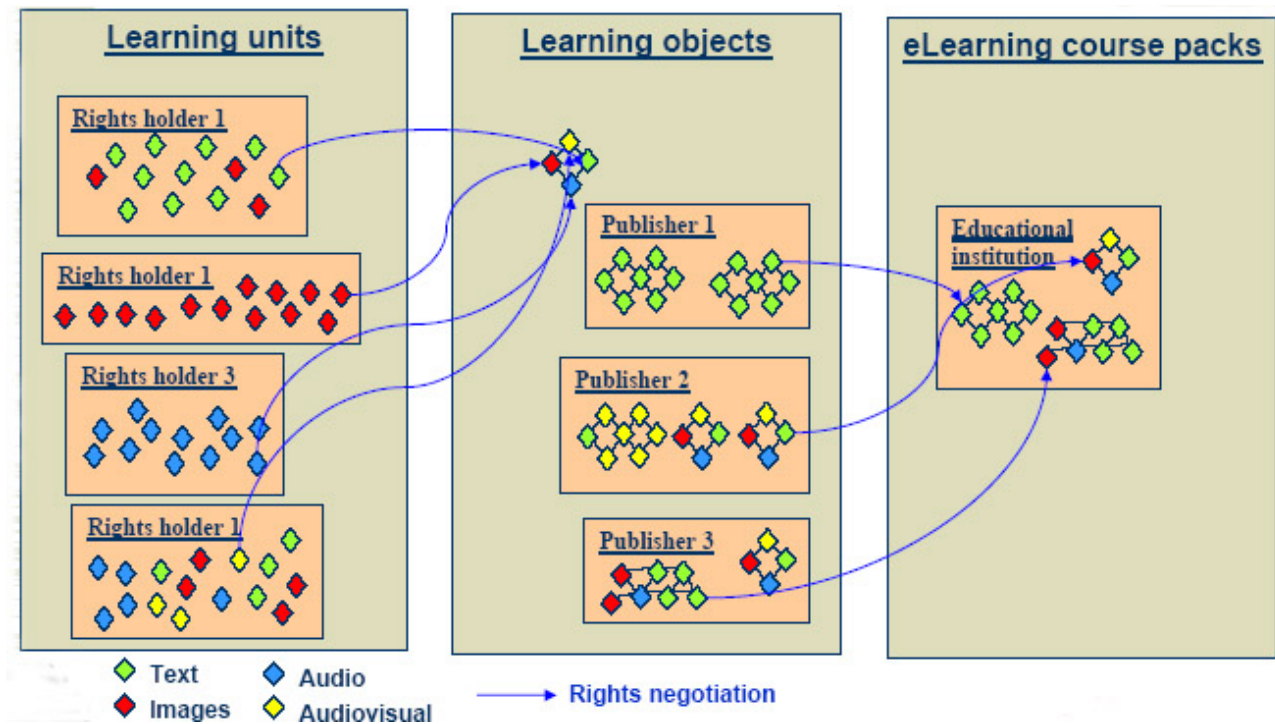 Learning units
Rights holder 1
Rights holder 1
Rights holder 3
Rights holder 1
Learning objects
Publisher 1
Publisher 2
Publisher 3
eLearning course packs
Educational
institution
Text
Images
Audio
Audiovisual
Rights negotiation